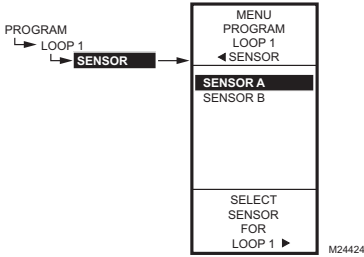 PROGRAM
LOOP 1
SENSOR
MENU
PROGRAM
LOOP 1
◀ SENSOR
SENSOR A
SENSOR B
SELECT
SENSOR
FOR
LOOP 1 ▶
M24424